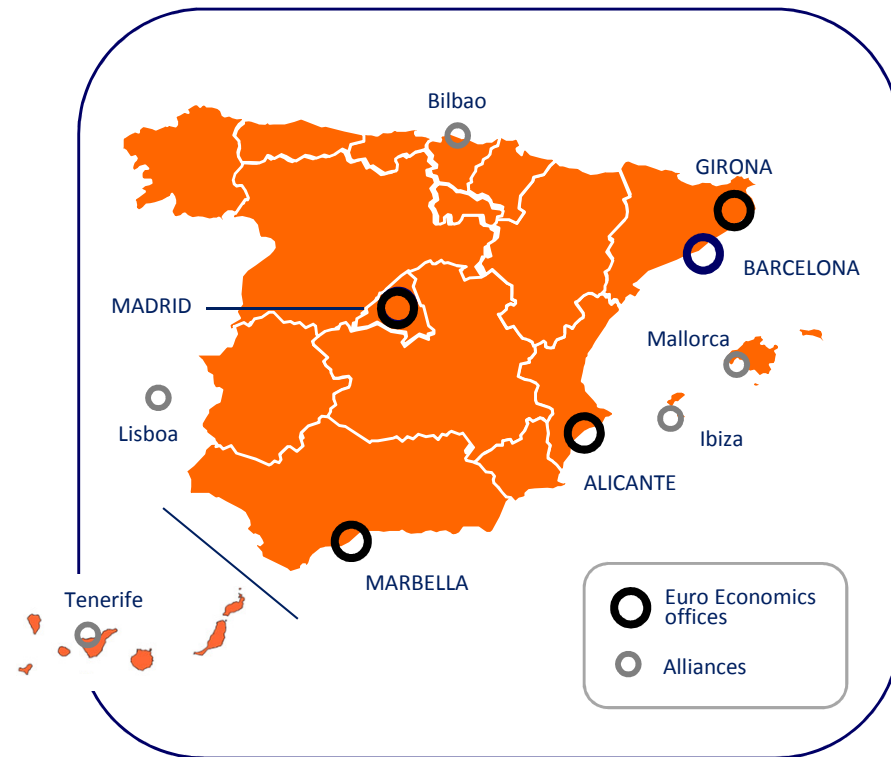 Bilbao
GIRONA
BARCELONA
MADRID
Mallorca
Lisboa
Ibiza
ALICANTE
MARBELLA
Tenerife
Euro Economics
offices
Alliances